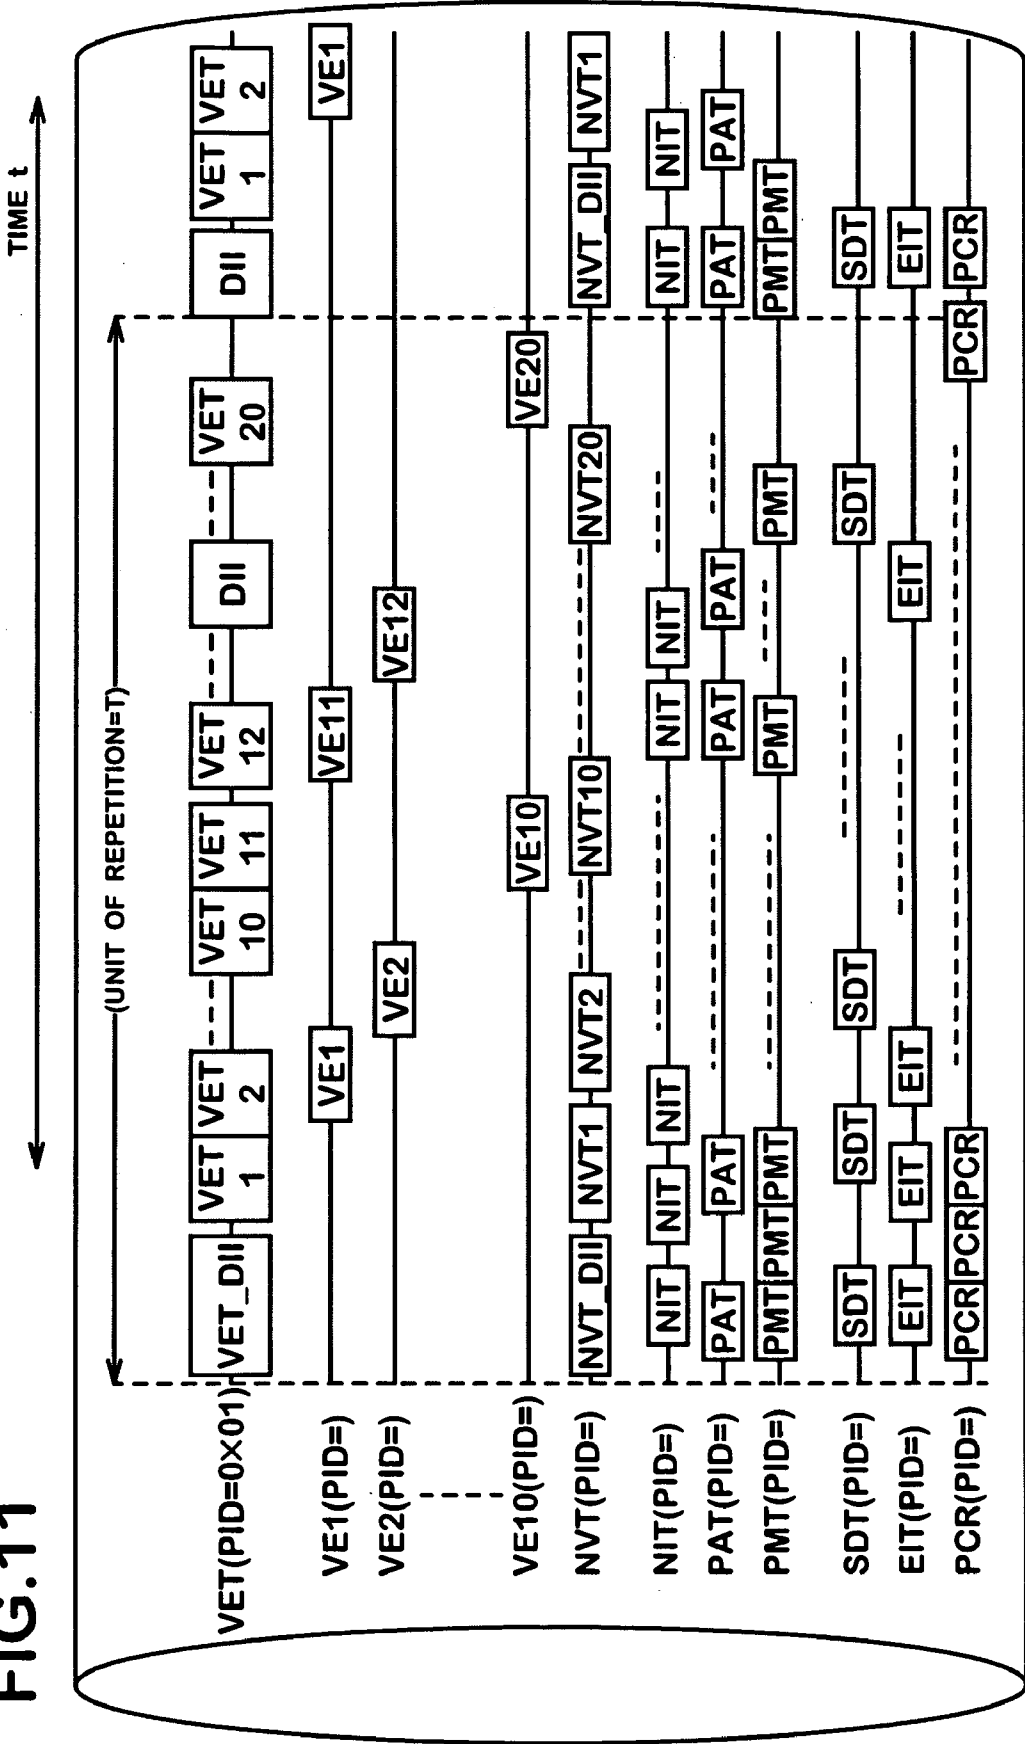 FIG.11
TIME t
(UNIT OF REPETITION=T)
VET(PID=0×01) VET_DII VET 1 VET 2 VET 10 VET 11 VET 12 DII VET 20 DII VET 1 VET 2
VE1(PID=) VE1 VE11 VE1
VE2(PID=) VE2 VE12
VE10(PID=) VE10 VE20
NVT(PID=) NVT_DII NVT1 NVT2 NVT10 NVT20 NVT_DII NVT1
NIT(PID=) NIT NIT NIT NIT NIT NIT NIT
PAT(PID=) PAT PAT PAT PAT PAT PAT
PMT(PID=) PMT PMT PMT PMT PMT PMT PMT
SDT(PID=) SDT SDT SDT SDT SDT
EIT(PID=) EIT EIT EIT EIT EIT
PCR(PID=) PCR PCR PCR PCR PCR